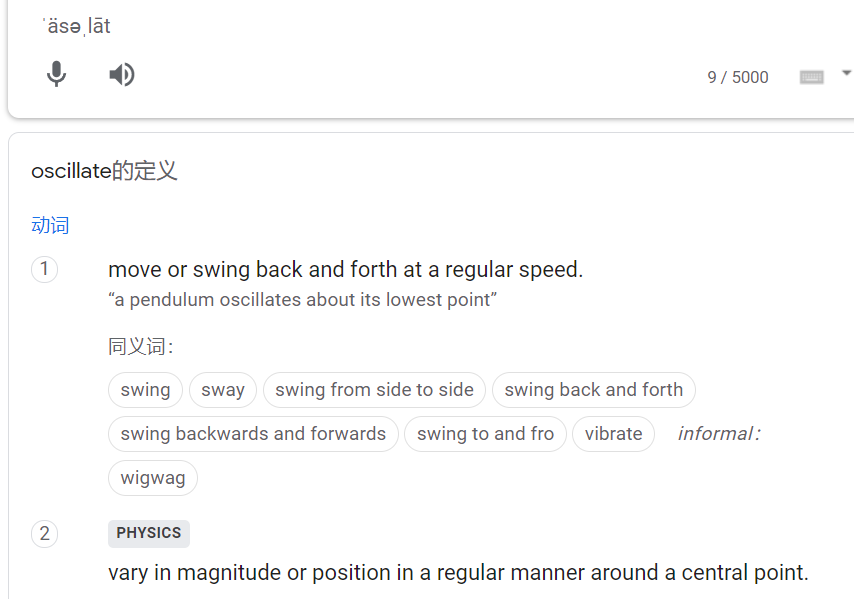 ˈäsəˌlāt
9 / 5000
oscillate的定义
动词
1 move or swing back and forth at a regular speed.
“a pendulum oscillates about its lowest point”
同义词：
swing sway swing from side to side swing back and forth
swing backwards and forwards swing to and fro vibrate informal：
wigwag
2 PHYSICS
vary in magnitude or position in a regular manner around a central point.